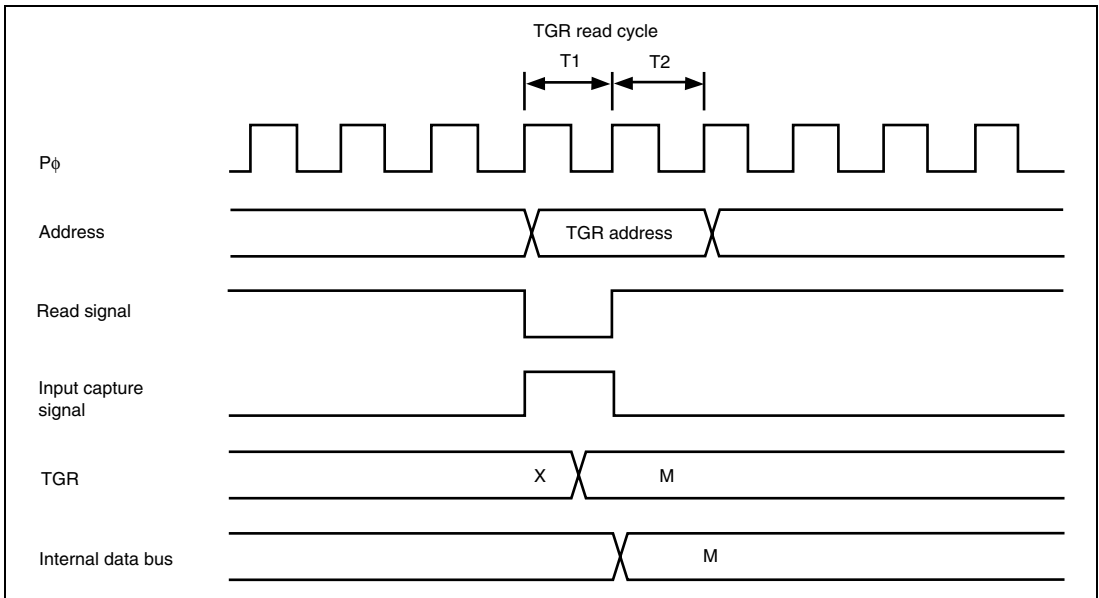 TGR read cycle
T1 T2
Pϕ
Address
TGR address
Read signal
Input capture
signal
TGR
X M
Internal data bus
M